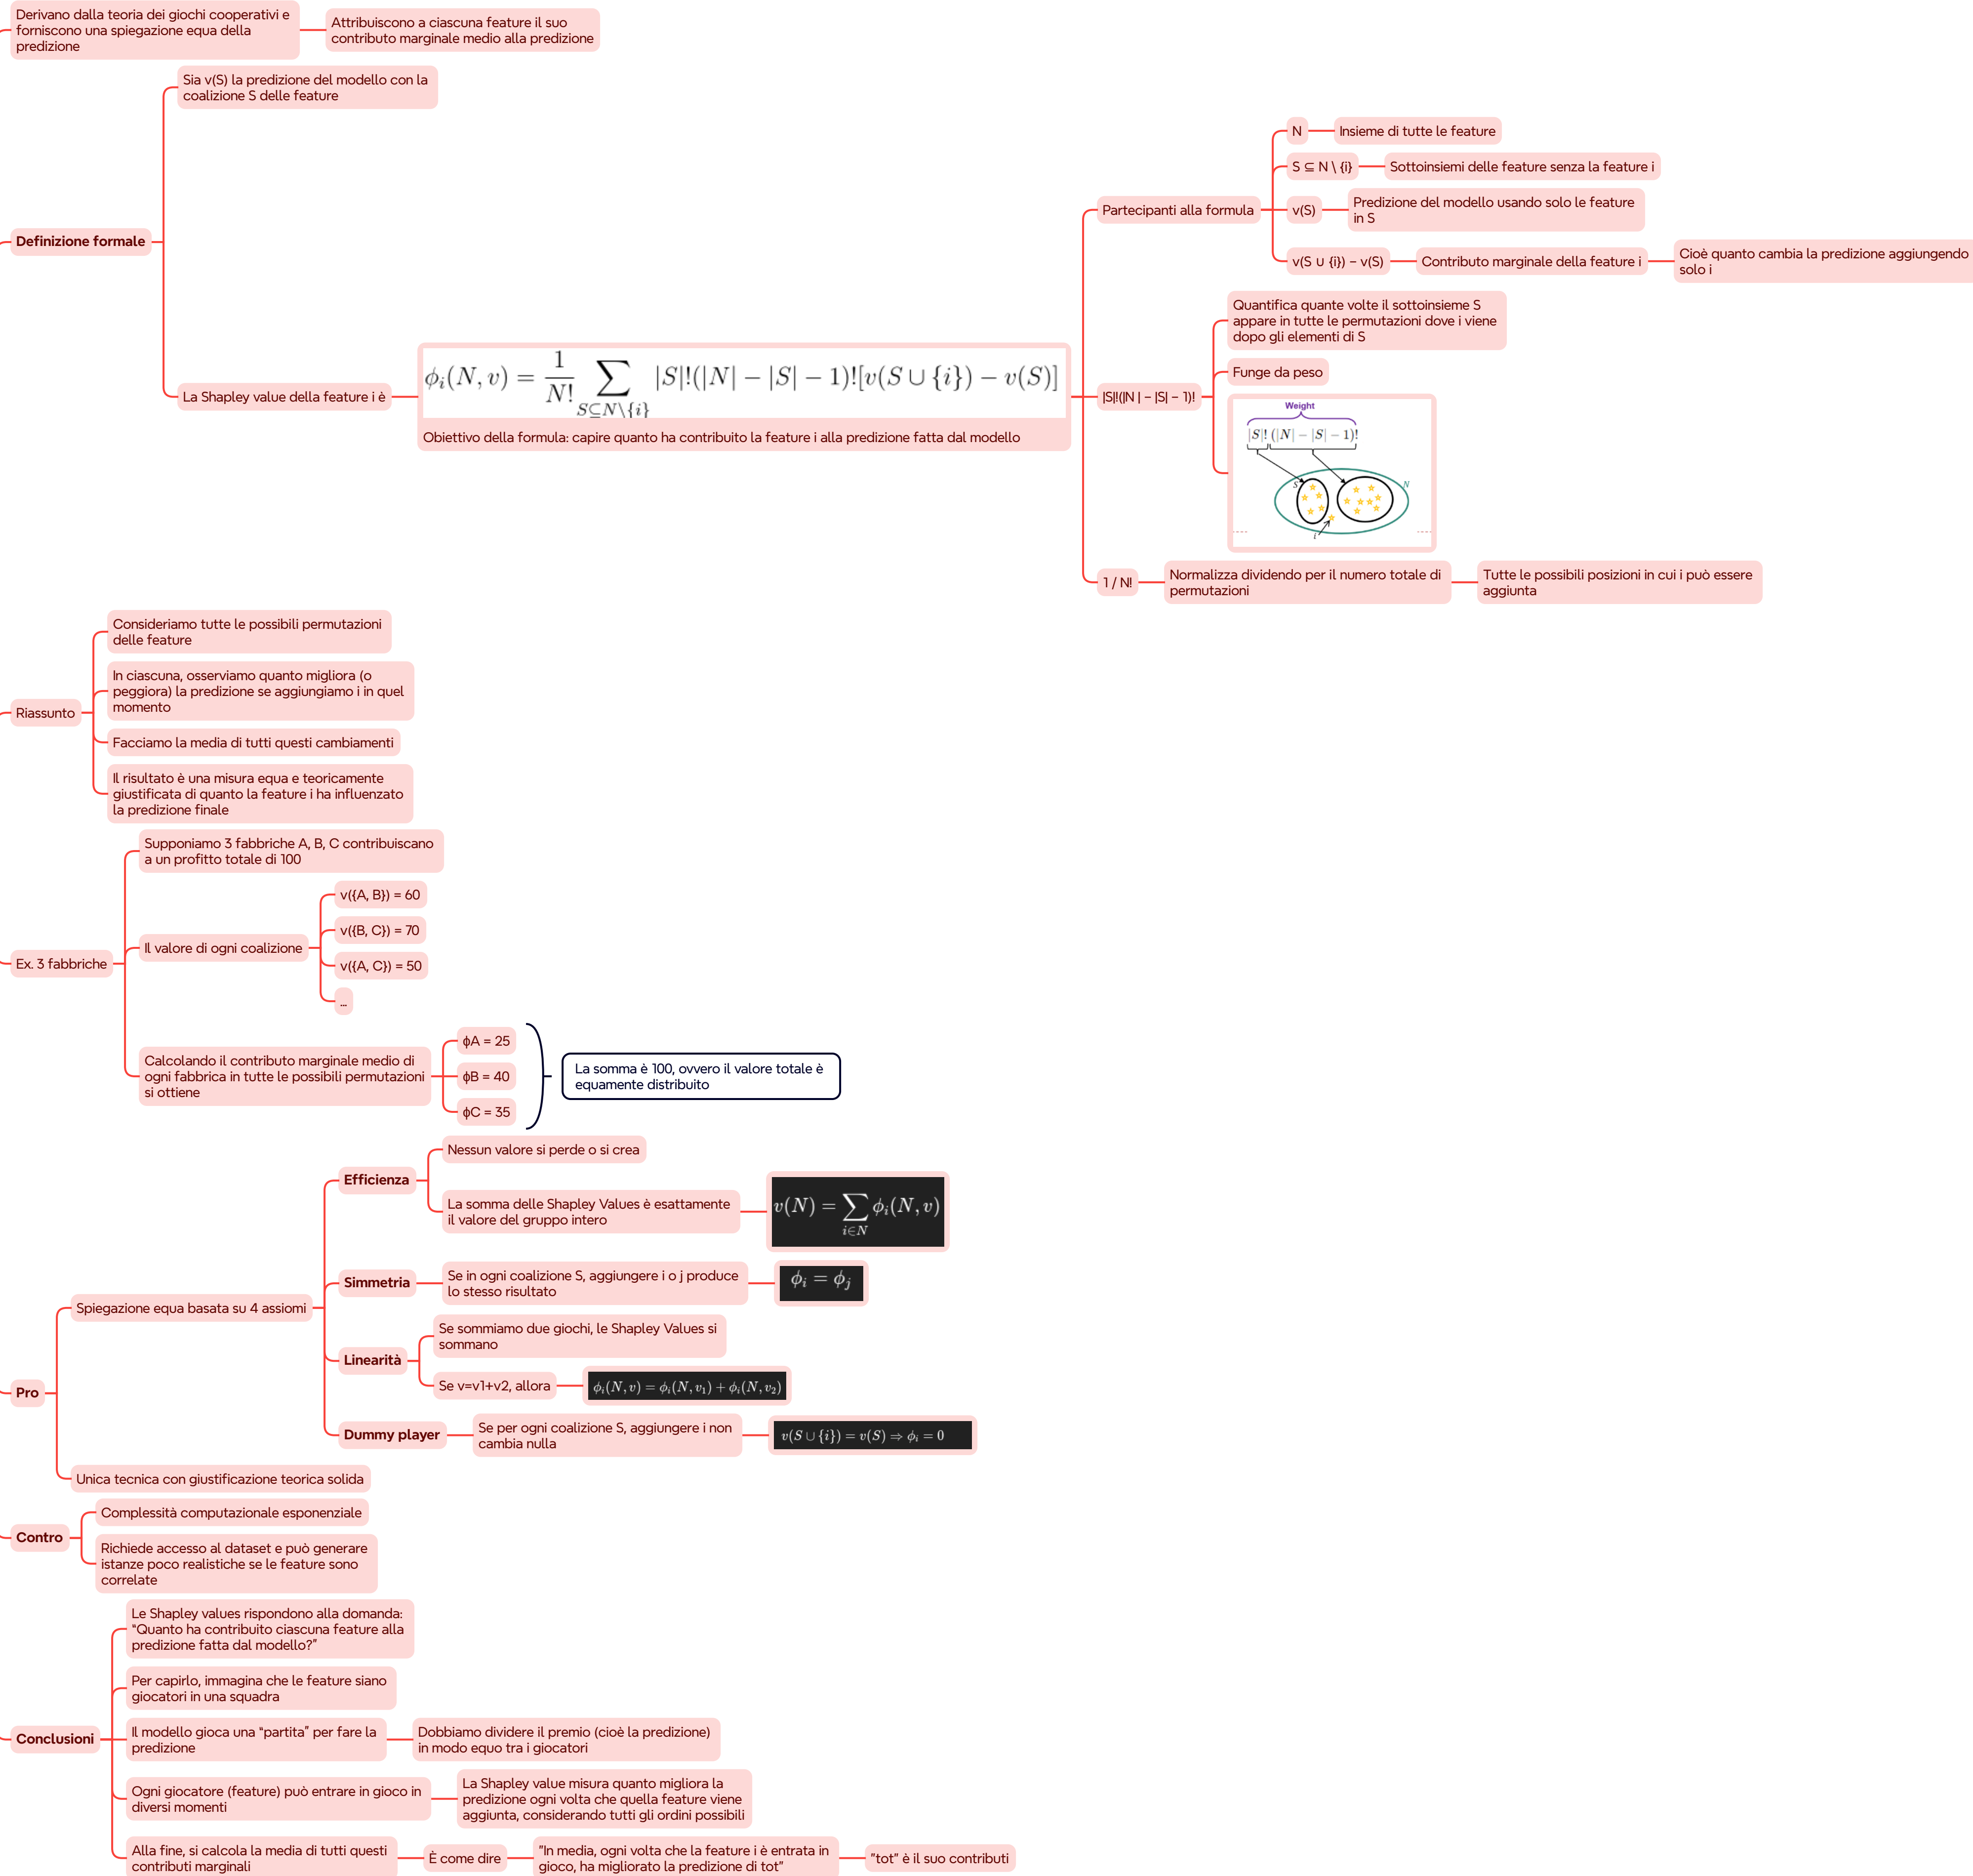 Derivano dalla teoria dei giochi cooperativi e
forniscono una spiegazione equa della
predizione
Attribuiscono a ciascuna feature il suo
contributo marginale medio alla predizione
Definizione formale
Sia v(S) la predizione del modello con la
coalizione S delle feature
La Shapley value della feature i è
ϕᵢ(N, v) = 1/N! ∑_{S⊆N\{i}} |S|!(|N| − |S| − 1)![v(S ∪ {i}) − v(S)]
Obiettivo della formula: capire quanto ha contribuito la feature i alla predizione fatta dal modello
Partecipanti alla formula
N
Insieme di tutte le feature
S ⊆ N \ {i}
Sottoinsiemi delle feature senza la feature i
v(S)
Predizione del modello usando solo le feature
in S
v(S ∪ {i}) − v(S)
Contributo marginale della feature i
Cioè quanto cambia la predizione aggiungendo
solo i
|S|!(|N | − |S| − 1)!
Quantifica quante volte il sottoinsieme S
appare in tutte le permutazioni dove i viene
dopo gli elementi di S
Funge da peso
Weight
|S|! (|N| − |S| − 1)!
S
N
i
1 / N!
Normalizza dividendo per il numero totale di
permutazioni
Tutte le possibili posizioni in cui i può essere
aggiunta
Riassunto
Consideriamo tutte le possibili permutazioni
delle feature
In ciascuna, osserviamo quanto migliora (o
peggiora) la predizione se aggiungiamo i in quel
momento
Facciamo la media di tutti questi cambiamenti
Il risultato è una misura equa e teoricamente
giustificata di quanto la feature i ha influenzato
la predizione finale
Ex. 3 fabbriche
Supponiamo 3 fabbriche A, B, C contribuiscano
a un profitto totale di 100
Il valore di ogni coalizione
v({A, B}) = 60
v({B, C}) = 70
v({A, C}) = 50
...
Calcolando il contributo marginale medio di
ogni fabbrica in tutte le possibili permutazioni
si ottiene
ϕA = 25
ϕB = 40
ϕC = 35
La somma è 100, ovvero il valore totale è
equamente distribuito
Pro
Spiegazione equa basata su 4 assiomi
Efficienza
Nessun valore si perde o si crea
La somma delle Shapley Values è esattamente
il valore del gruppo intero
v(N) = ∑_{i∈N} ϕᵢ(N, v)
Simmetria
Se in ogni coalizione S, aggiungere i o j produce
lo stesso risultato
ϕᵢ = ϕⱼ
Linearità
Se sommiamo due giochi, le Shapley Values si
sommano
Se v=v1+v2, allora
ϕᵢ(N, v) = ϕᵢ(N, v₁) + ϕᵢ(N, v₂)
Dummy player
Se per ogni coalizione S, aggiungere i non
cambia nulla
v(S ∪ {i}) = v(S) ⇒ ϕᵢ = 0
Unica tecnica con giustificazione teorica solida
Contro
Complessità computazionale esponenziale
Richiede accesso al dataset e può generare
istanze poco realistiche se le feature sono
correlate
Conclusioni
Le Shapley values rispondono alla domanda:
“Quanto ha contribuito ciascuna feature alla
predizione fatta dal modello?”
Per capirlo, immagina che le feature siano
giocatori in una squadra
Il modello gioca una “partita” per fare la
predizione
Dobbiamo dividere il premio (cioè la predizione)
in modo equo tra i giocatori
Ogni giocatore (feature) può entrare in gioco in
diversi momenti
La Shapley value misura quanto migliora la
predizione ogni volta che quella feature viene
aggiunta, considerando tutti gli ordini possibili
Alla fine, si calcola la media di tutti questi
contributi marginali
È come dire
"In media, ogni volta che la feature i è entrata in
gioco, ha migliorato la predizione di tot"
"tot" è il suo contributi